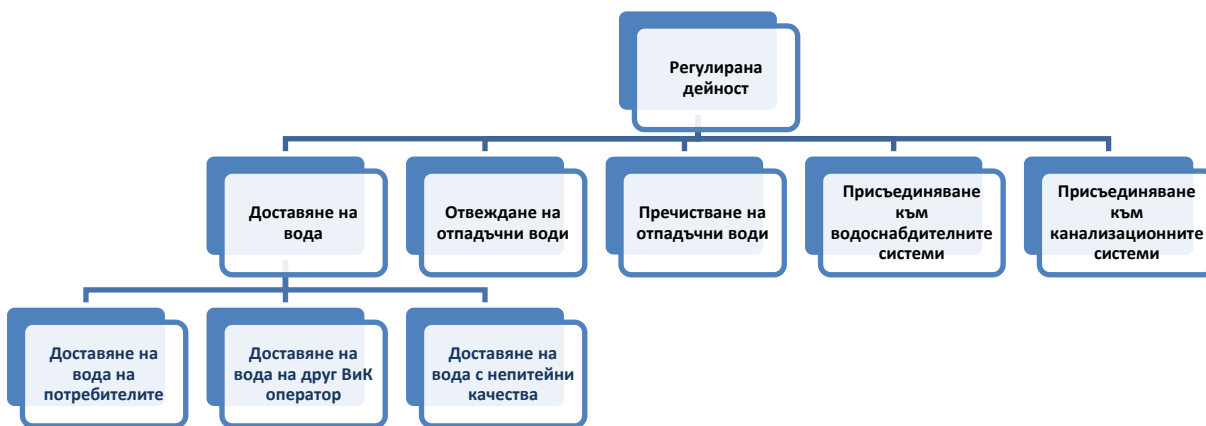 Регулирана
дейност
Доставяне на
вода
Отвеждане на
отпадъчни води
Пречистване на
отпадъчни води
Присъединяване
към
водоснабдителните
системи
Присъединяване
към
канализационните
системи
Доставяне на
вода на
потребителите
Доставяне на
вода на друг ВиК
оператор
Доставяне на
вода с непитейни
качества